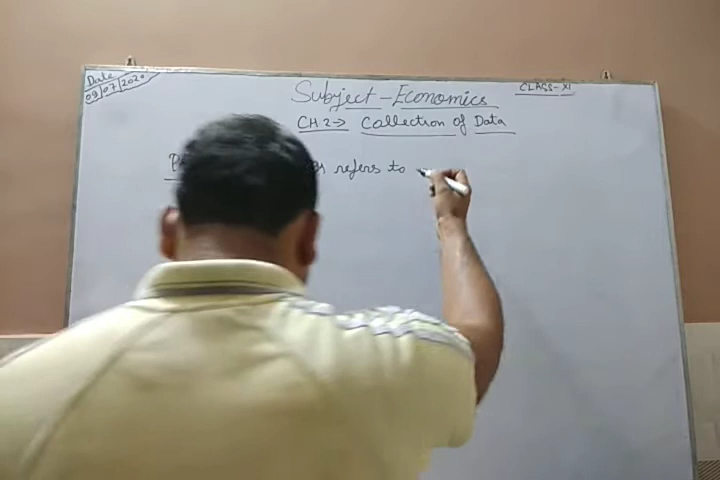 Date
09/07/2020
Subject - Economics
CLASS - XI
CH 2 → Collection of Data
refers to